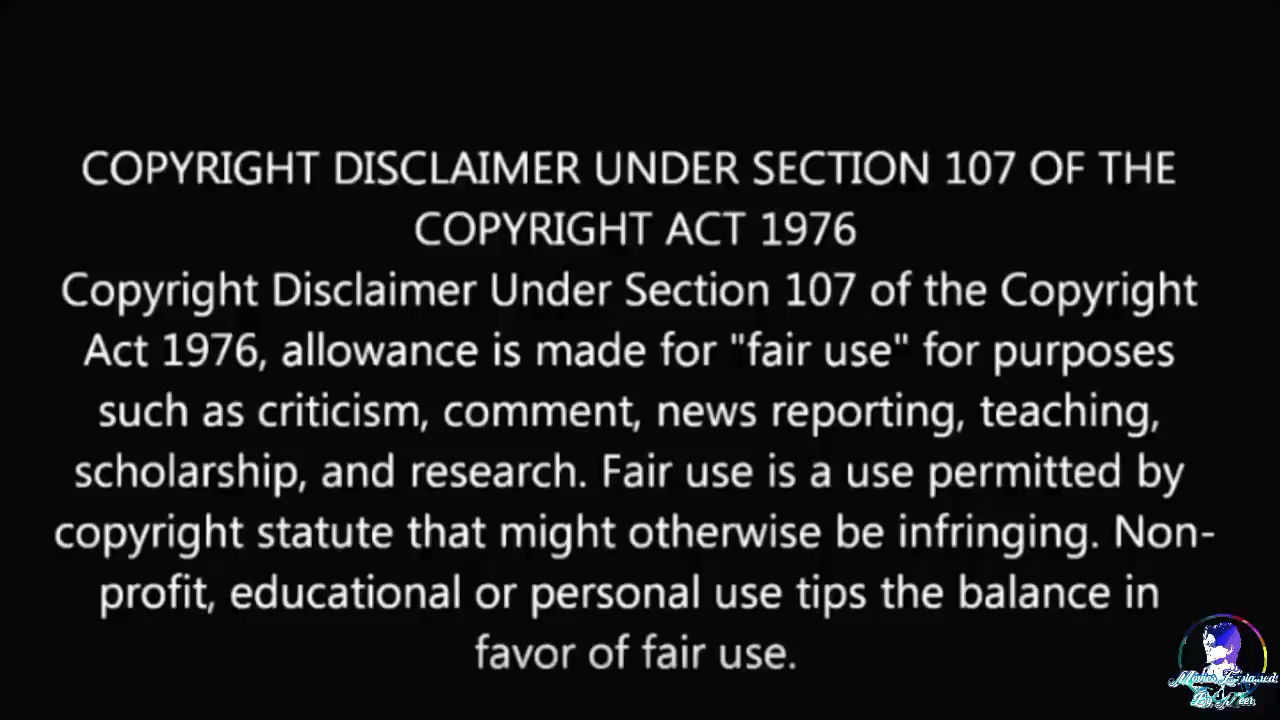 COPYRIGHT DISCLAIMER UNDER SECTION 107 OF THE
COPYRIGHT ACT 1976
Copyright Disclaimer Under Section 107 of the Copyright
Act 1976, allowance is made for "fair use" for purposes
such as criticism, comment, news reporting, teaching,
scholarship, and research. Fair use is a use permitted by
copyright statute that might otherwise be infringing. Non-
profit, educational or personal use tips the balance in
favor of fair use.
Movies Explained
By